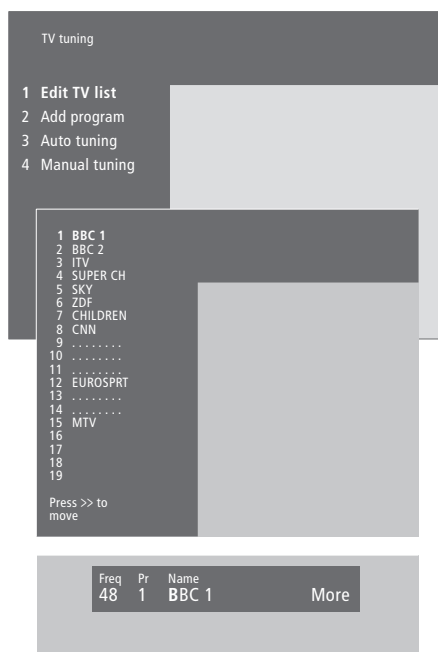 TV tuning
1 Edit TV list
2 Add program
3 Auto tuning
4 Manual tuning
1 BBC 1
2 BBC 2
3 ITV
4 SUPER CH
5 SKY
6 ZDF
7 CHILDREN
8 CNN
9 ........
10 ........
11 ........
12 EUROSPRT
13 ........
14 ........
15 MTV
16
17
18
19
Press >> to
move
Freq Pr Name
48 1 BBC 1 More